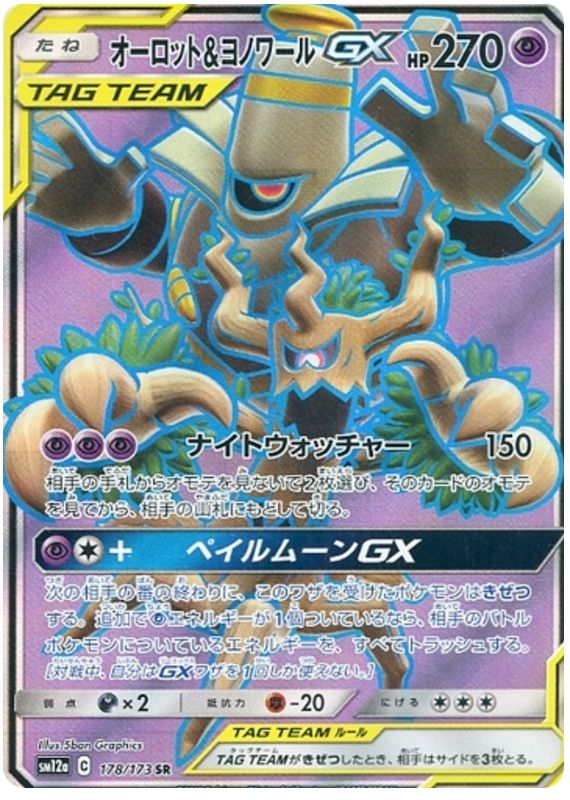 たね オーロット&ヨノワールGX HP270
TAG TEAM
ナイトウォッチャー 150
相手の手札からオモテを見ないで2枚選び、そのカードのオモテ
を見てから、相手の山札にもどして切る。
+ ペイルムーンGX
次の相手の番の終わりに、このワザを受けたポケモンはきぜつ
する。追加でエネルギーが1個ついているなら、相手のバトル
ポケモンについているエネルギーを、すべてトラッシュする。
[対戦中、自分はGXワザを1回しか使えない。]
弱点 ×2 抵抗力 -20 にげる
TAG TEAM ルール
Illus. 5ban Graphics
TAG TEAMがきぜつしたとき、相手はサイドを3枚とる。
sm12a C 178/173 SR